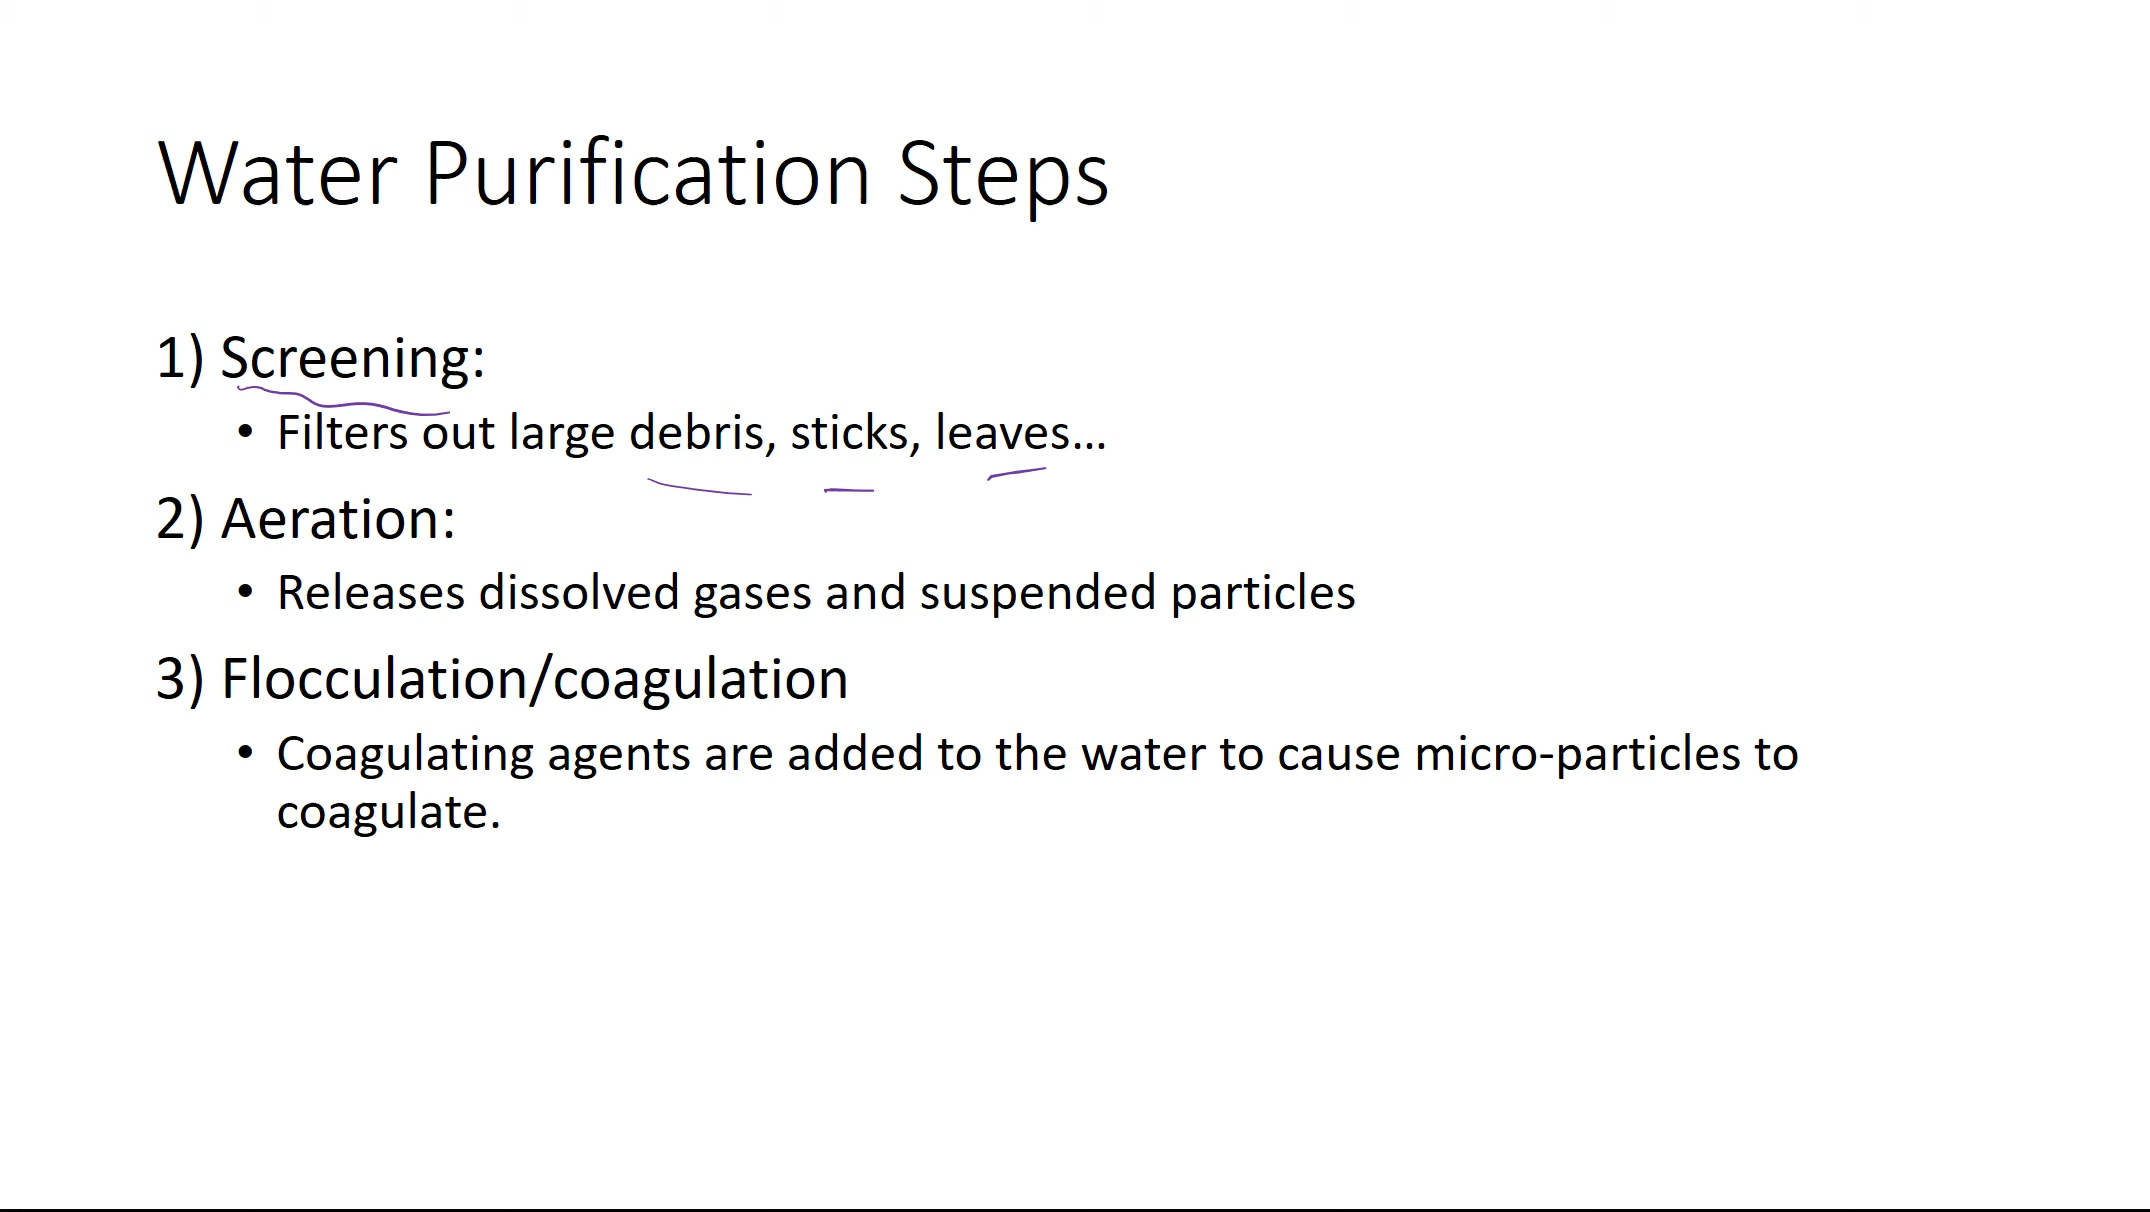 Water Purification Steps
1) Screening:
• Filters out large debris, sticks, leaves...
2) Aeration:
• Releases dissolved gases and suspended particles
3) Flocculation/coagulation
• Coagulating agents are added to the water to cause micro-particles to
coagulate.